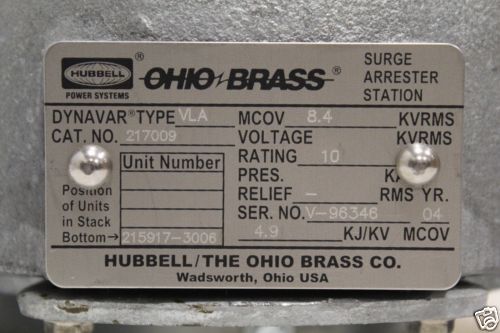 HUBBELL®
POWER SYSTEMS
OHIO BRASS®
SURGE
ARRESTER
STATION
DYNAVAR® TYPE VLA MCOV 8.4 KVRMS
CAT. NO. 217009 VOLTAGE KVRMS
RATING 10
Unit Number
PRES.
Position RELIEF – RMS YR.
of Units
in Stack SER. NO. V-96346 04
Bottom→ 215917-3006 4.9 KJ/KV MCOV
HUBBELL/THE OHIO BRASS CO.
Wadsworth, Ohio USA